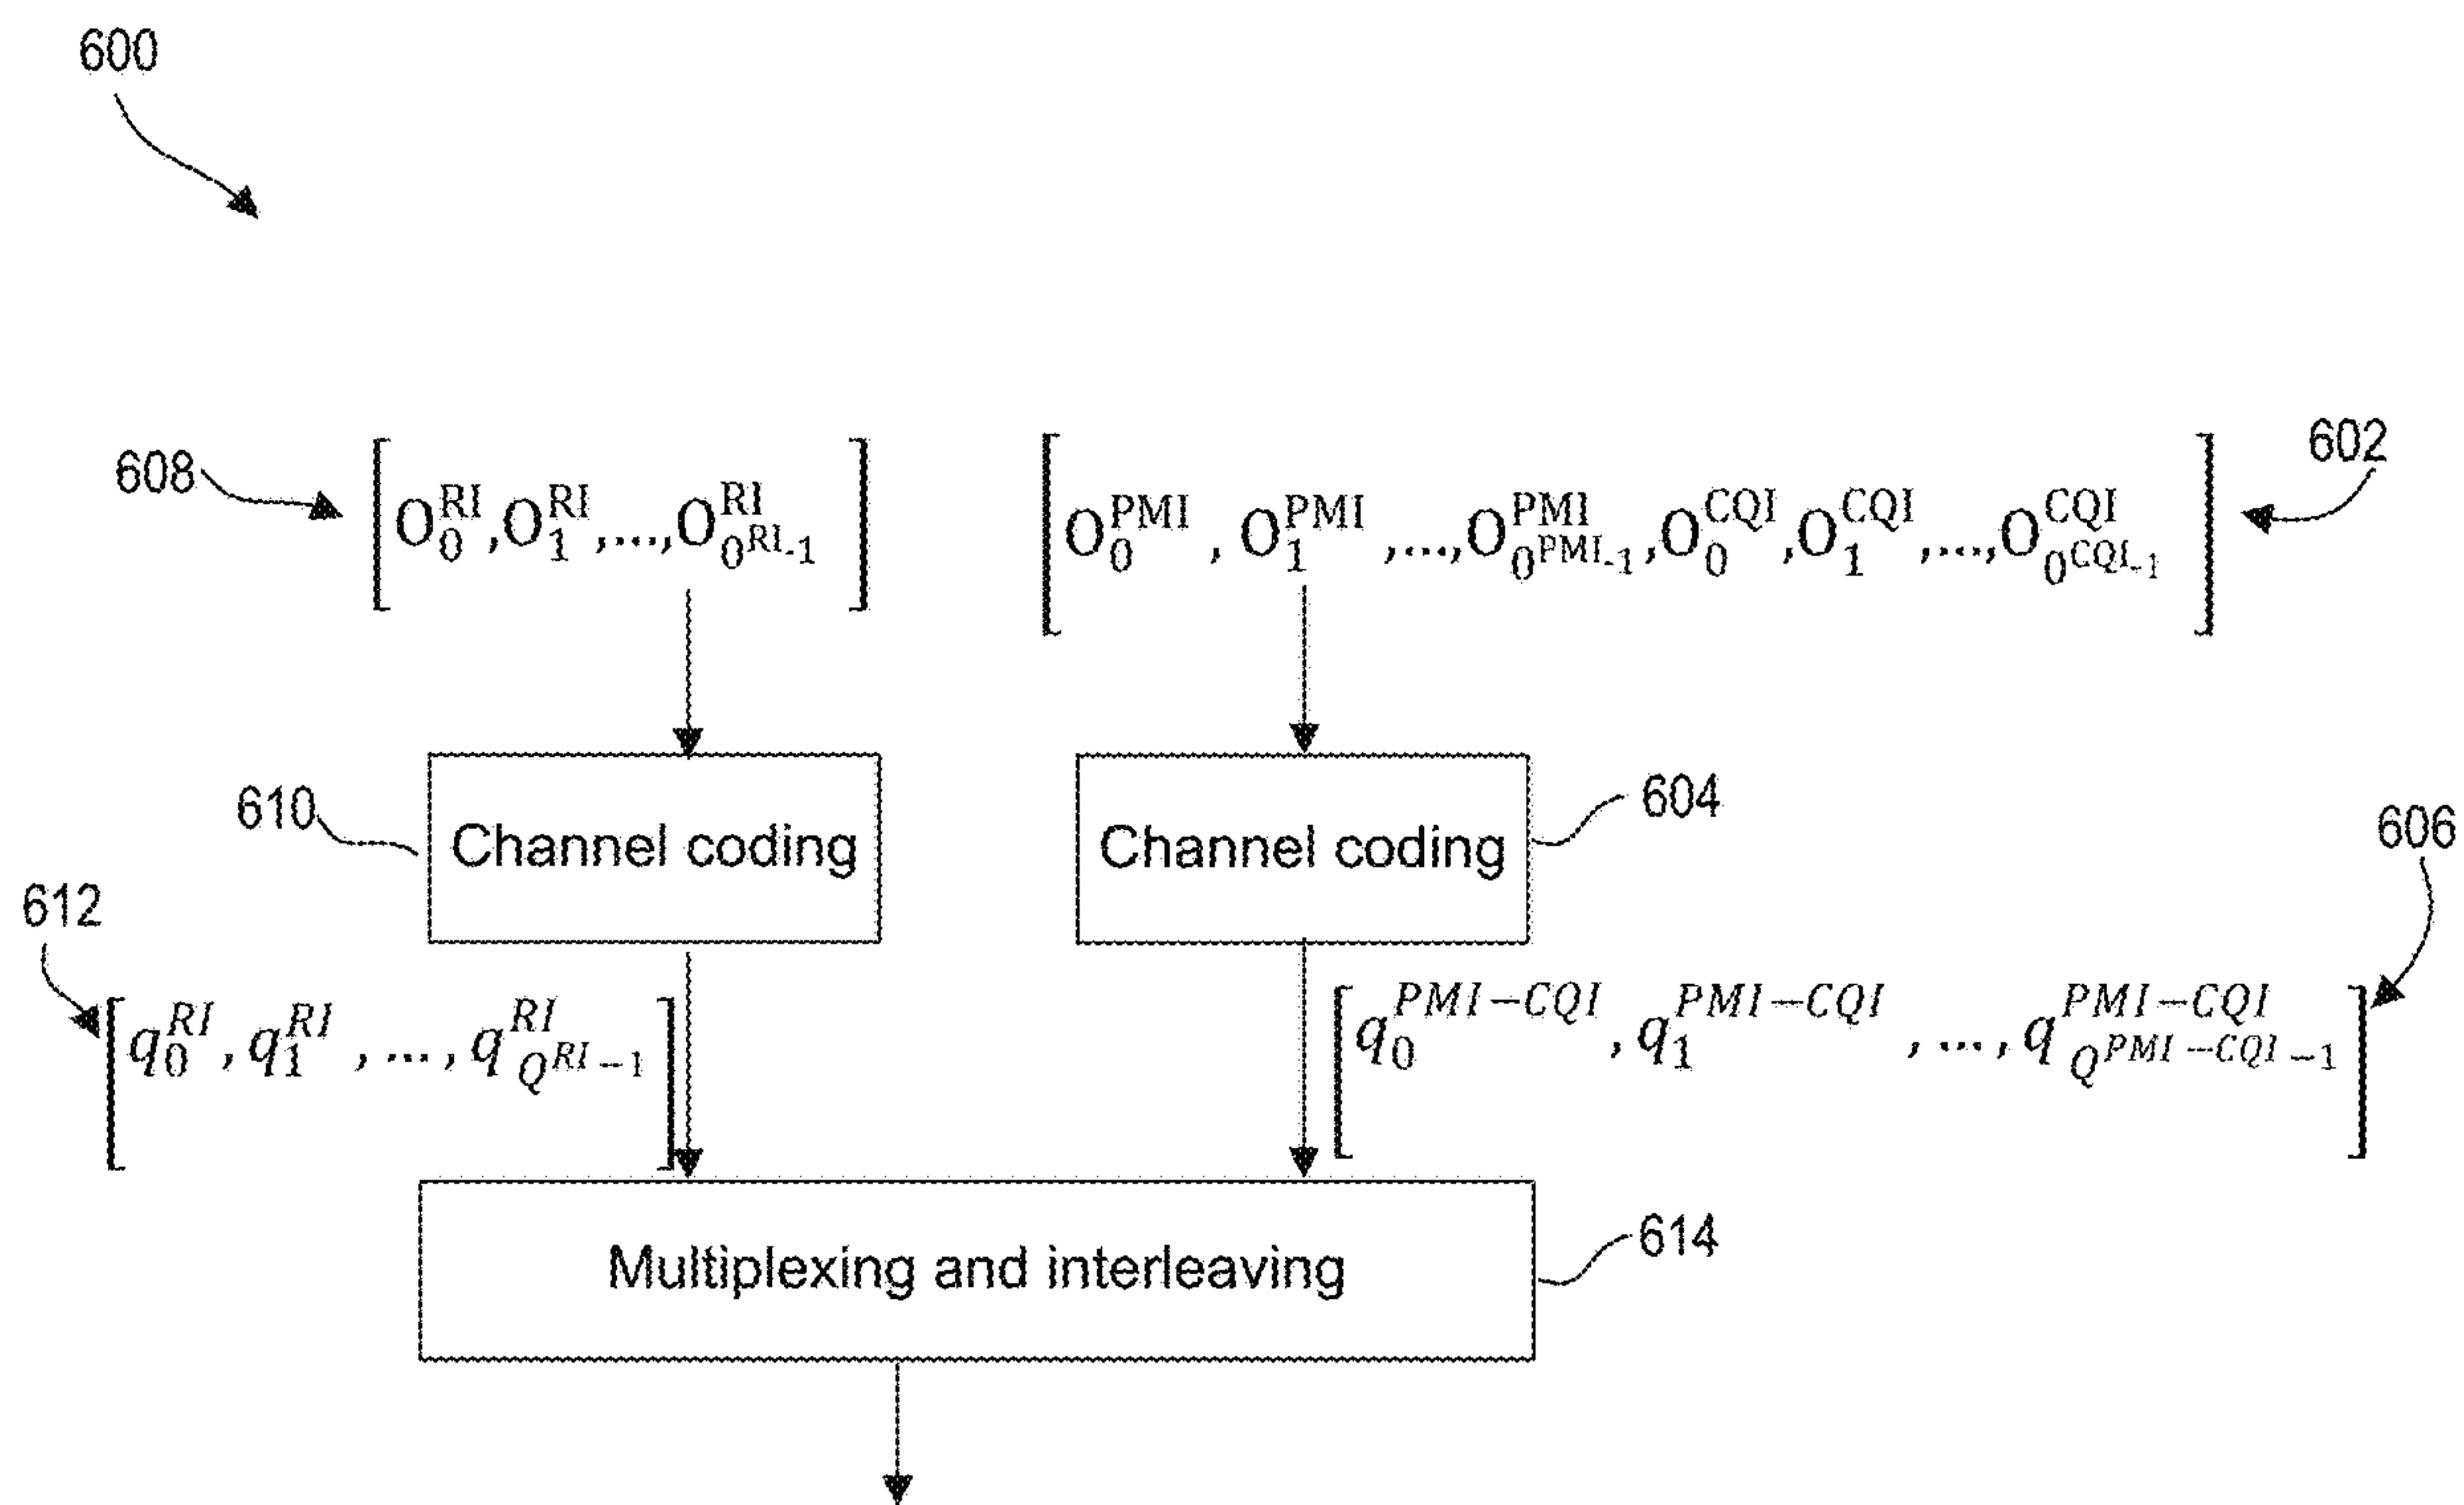 600
608 [O_0^{RI}, O_1^{RI}, ..., O_{0^{RI}-1}^{RI}] [O_0^{PMI}, O_1^{PMI}, ..., O_{0^{PMI}-1}^{PMI}, O_0^{CQI}, O_1^{CQI}, ..., O_{0^{CQI}-1}^{CQI}] 602
610 Channel coding Channel coding 604
612 606
[q_0^{RI}, q_1^{RI}, ..., q_{Q^{RI}-1}^{RI}] [q_0^{PMI-CQI}, q_1^{PMI-CQI}, ..., q_{Q^{PMI-CQI}-1}^{PMI-CQI}]
Multiplexing and interleaving 614